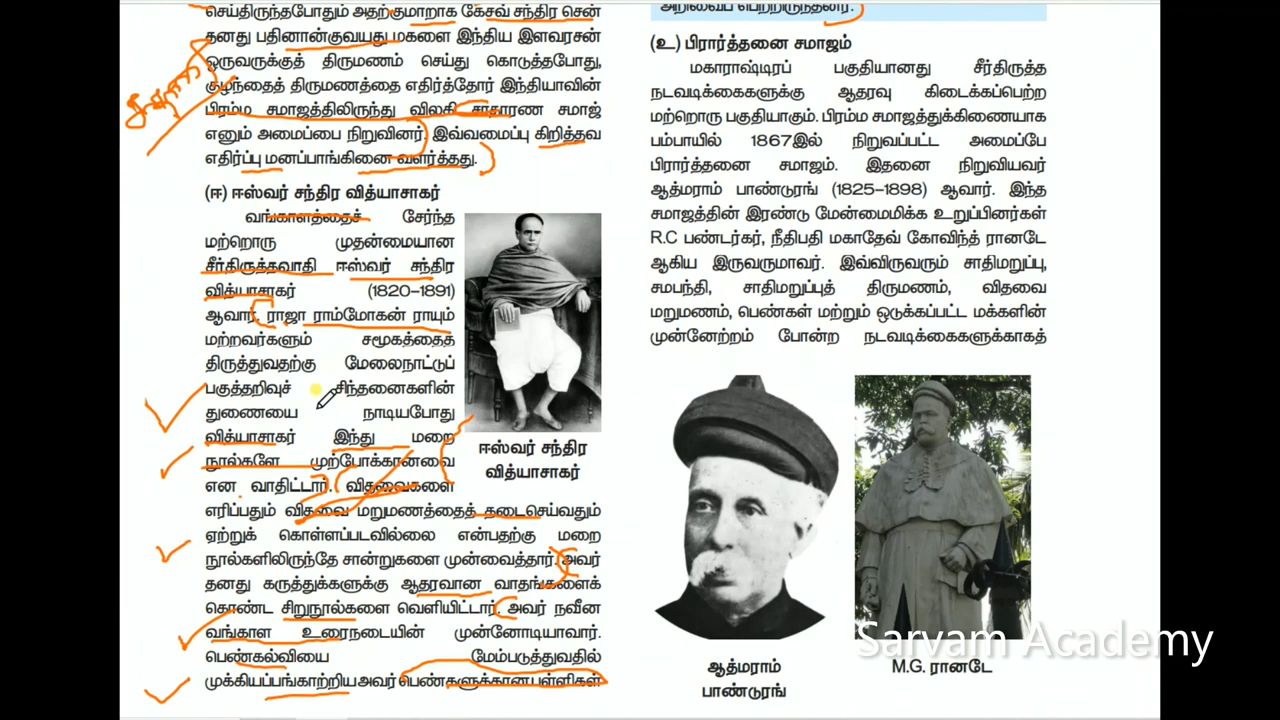 செய்திருந்தபோதும் அதற்குமாறாக கேசவ் சந்திர சென்
தனது பதினான்குவயது மகளை இந்திய இளவரசன்
ஒருவருக்குத் திருமணம் செய்து கொடுத்தபோது,
குழந்தைத் திருமணத்தை எதிர்த்தோர் இந்தியாவின்
பிரம்ம சமாஜத்திலிருந்து விலகி சாதாரண சமாஜ்
எனும் அமைப்பை நிறுவினர். இவ்வமைப்பு கிறித்தவ
எதிர்ப்பு மனப்பாங்கினை வளர்த்தது.
(ஈ) ஈஸ்வர் சந்திர வித்யாசாகர்
வங்காளத்தைச் சேர்ந்த
மற்றொரு முதன்மையான
சீர்திருத்தவாதி ஈஸ்வர் சந்திர
வித்யாசாகர் (1820-1891)
ஆவார். ராஜா ராம்மோகன் ராயும்
மற்றவர்களும் சமூகத்தைத்
திருத்துவதற்கு மேலைநாட்டுப்
பகுத்தறிவுச் சிந்தனைகளின்
துணையை நாடியபோது
வித்யாசாகர் இந்து மறை
நூல்களே முற்போக்கானவை
என வாதிட்டார். விதவைகளை
எரிப்பதும் விதவை மறுமணத்தைத் தடைசெய்வதும்
ஏற்றுக் கொள்ளப்படவில்லை என்பதற்கு மறை
நூல்களிலிருந்தே சான்றுகளை முன்வைத்தார். அவர்
தனது கருத்துக்களுக்கு ஆதரவான வாதங்களைக்
கொண்ட சிறுநூல்களை வெளியிட்டார். அவர் நவீன
வங்காள உரைநடையின் முன்னோடியாவார்.
பெண்கல்வியை மேம்படுத்துவதில்
முக்கியப்பங்காற்றிய அவர் பெண்களுக்கான பள்ளிகள்
ஈஸ்வர் சந்திர
வித்யாசாகர்
அறிவைப் பெற்றிருந்தனர்.
(உ) பிரார்த்தனை சமாஜம்
மகாராஷ்டிரப் பகுதியானது சீர்திருத்த
நடவடிக்கைகளுக்கு ஆதரவு கிடைக்கப்பெற்ற
மற்றொரு பகுதியாகும். பிரம்ம சமாஜத்துக்கிணையாக
பம்பாயில் 1867இல் நிறுவப்பட்ட அமைப்பே
பிரார்த்தனை சமாஜம். இதனை நிறுவியவர்
ஆத்மராம் பாண்டுரங் (1825–1898) ஆவார். இந்த
சமாஜத்தின் இரண்டு மேன்மைமிக்க உறுப்பினர்கள்
R.C பண்டர்கர், நீதிபதி மகாதேவ் கோவிந்த் ரானடே
ஆகிய இருவருமாவர். இவ்விருவரும் சாதிமறுப்பு,
சமபந்தி, சாதிமறுப்புத் திருமணம், விதவை
மறுமணம், பெண்கள் மற்றும் ஒடுக்கப்பட்ட மக்களின்
முன்னேற்றம் போன்ற நடவடிக்கைகளுக்காகத்
ஆத்மராம்
பாண்டுரங்
M.G. ரானடே
Sarvam Academy